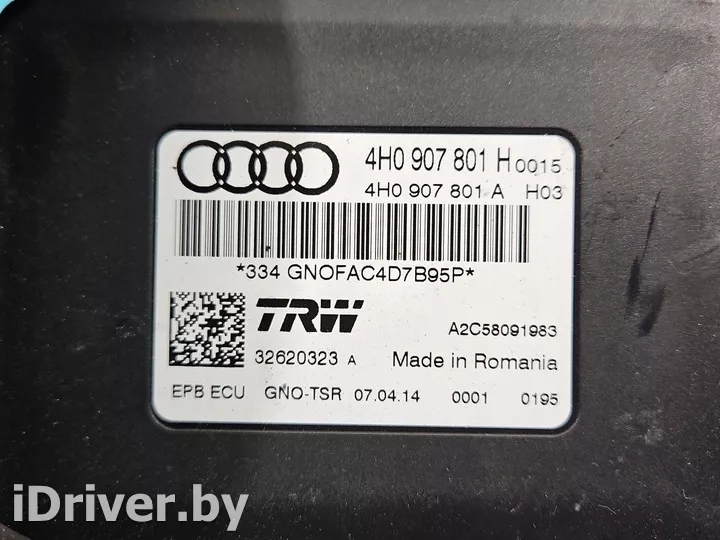 4H0 907 801 H 0015
4H0 907 801 A H03
*334 GNOFAC4D7B95P*
TRW
A2C58091983
32620323 A Made in Romania
EPB ECU GNO-TSR 07.04.14 0001 0195
iDriver.by